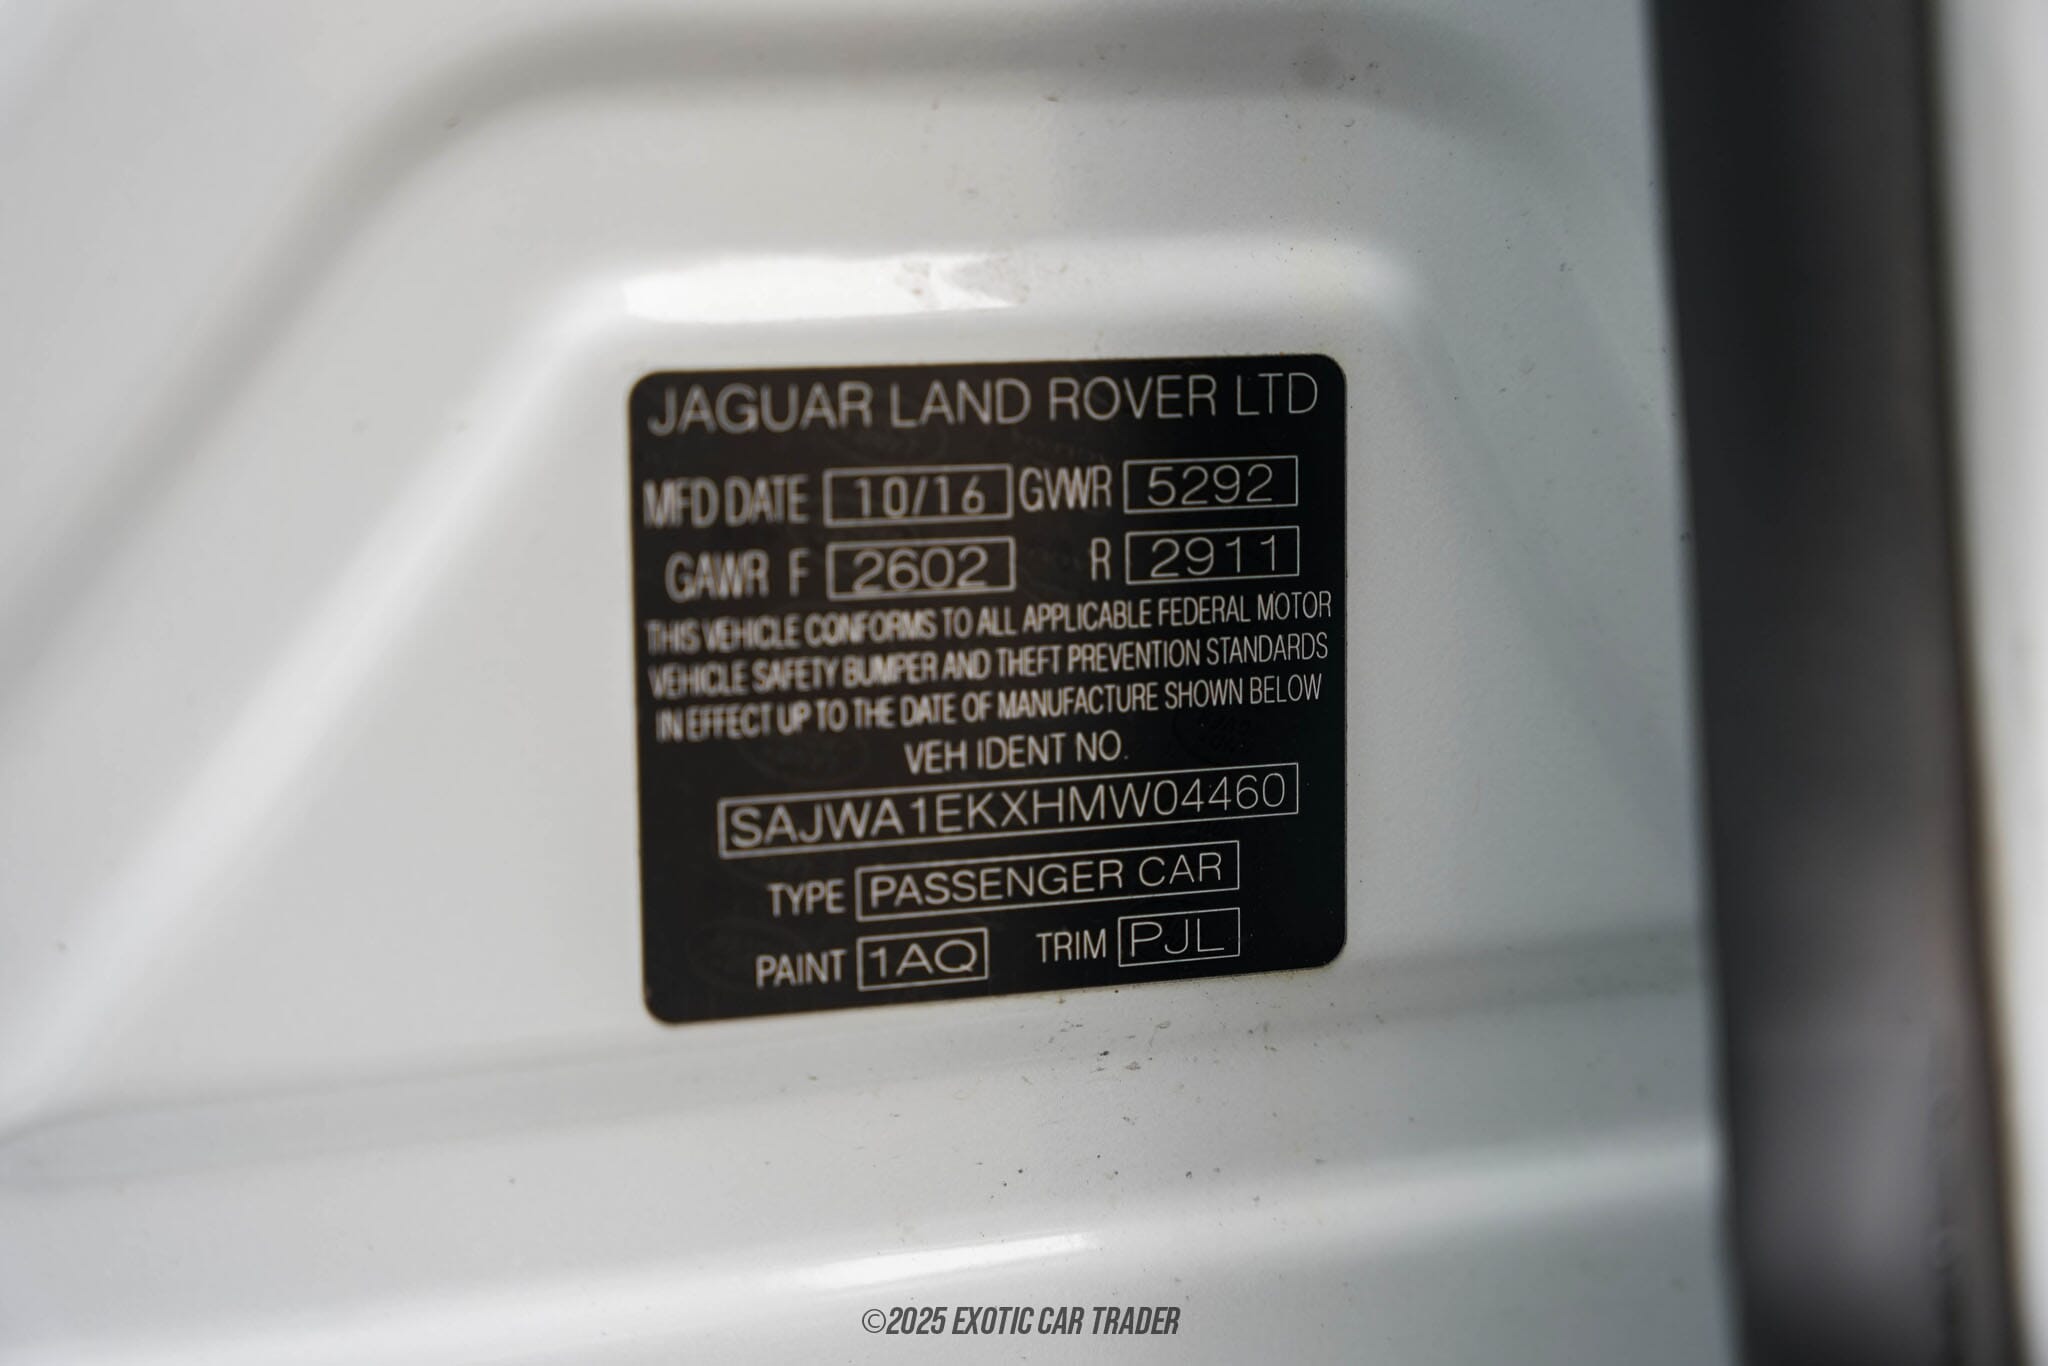 JAGUAR LAND ROVER LTD
MFD DATE 10/16 GVWR 5292
GAWR F 2602 R 2911
THIS VEHICLE CONFORMS TO ALL APPLICABLE FEDERAL MOTOR
VEHICLE SAFETY BUMPER AND THEFT PREVENTION STANDARDS
IN EFFECT UP TO THE DATE OF MANUFACTURE SHOWN BELOW
VEH IDENT NO.
SAJWA1EKXHMW04460
TYPE PASSENGER CAR
PAINT 1AQ TRIM PJL
©2025 EXOTIC CAR TRADER